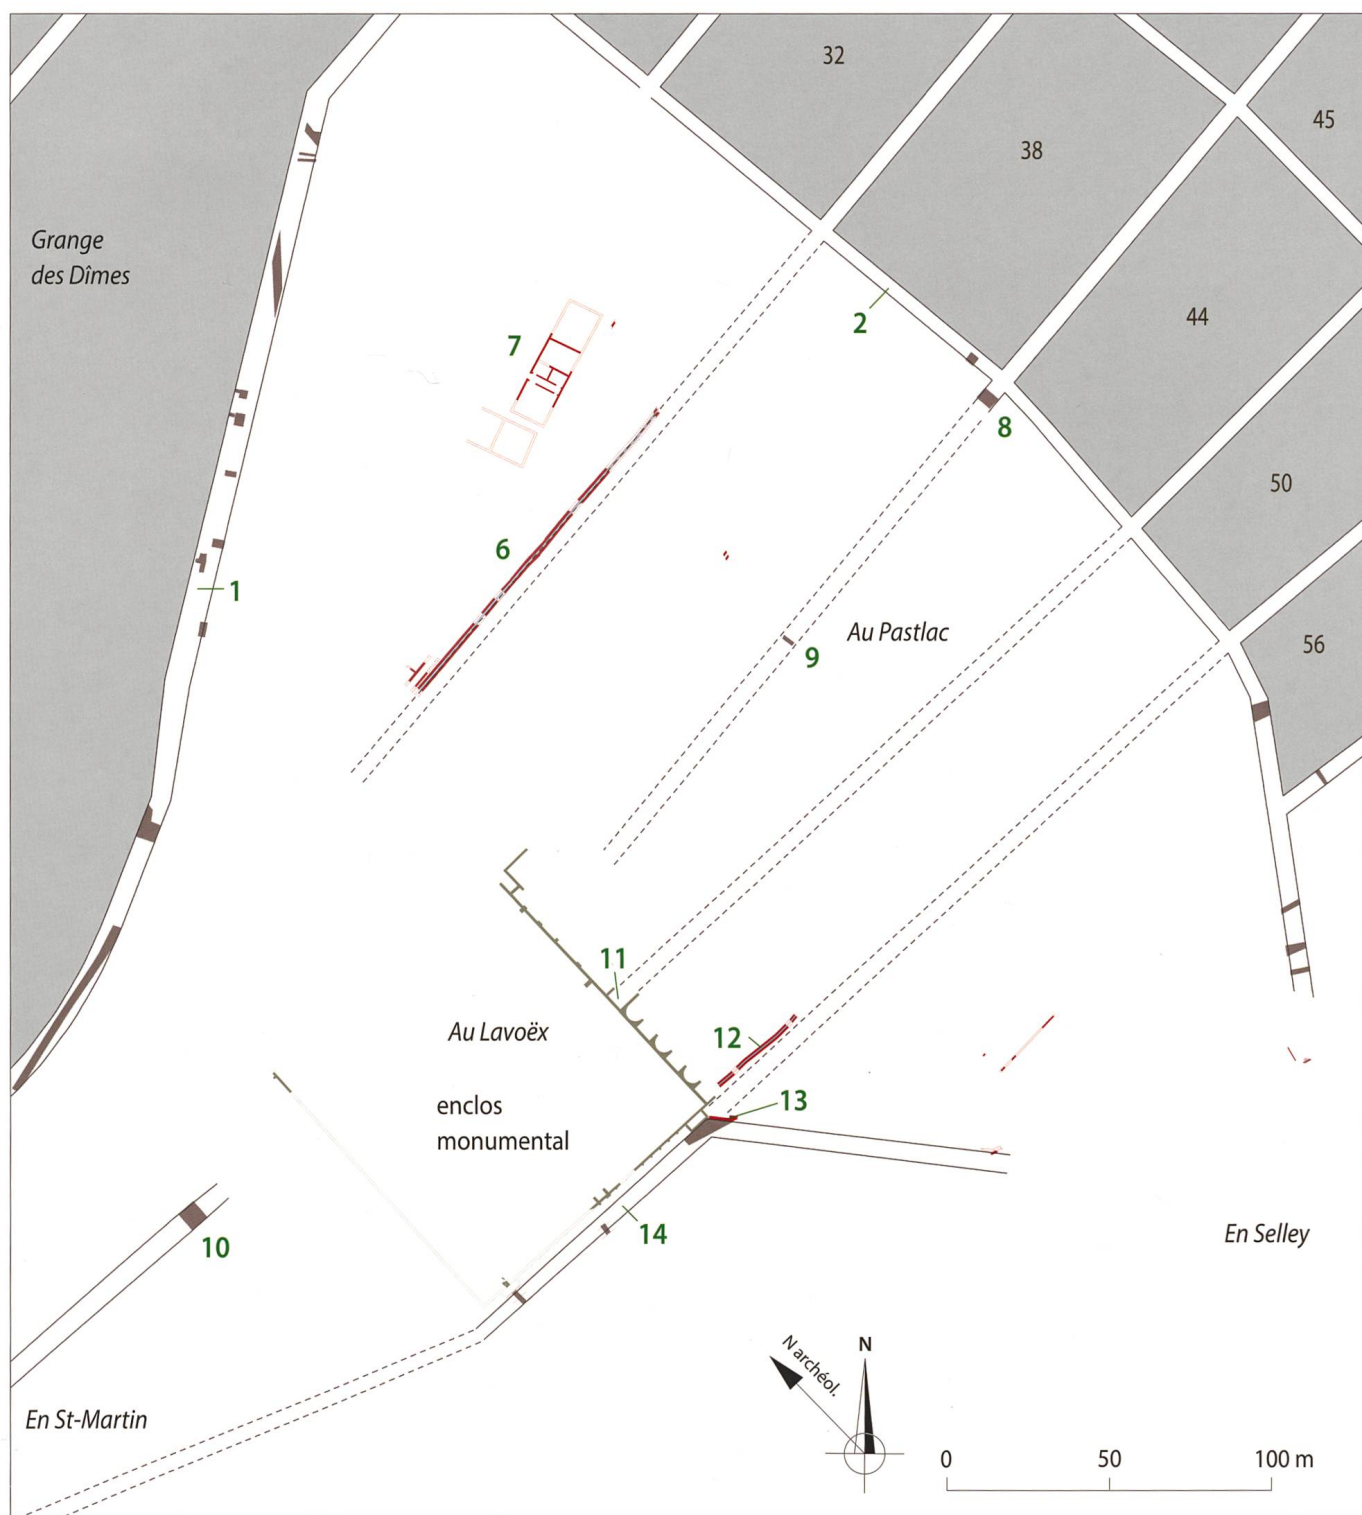 32
45
38
Grange
des Dîmes
2
44
7
8
50
6
1
Au Pastlac
56
9
11
Au Lavoëx
12
13
enclos
monumental
14
En Selley
10
N archéol.
N
En St-Martin
0 50 100 m